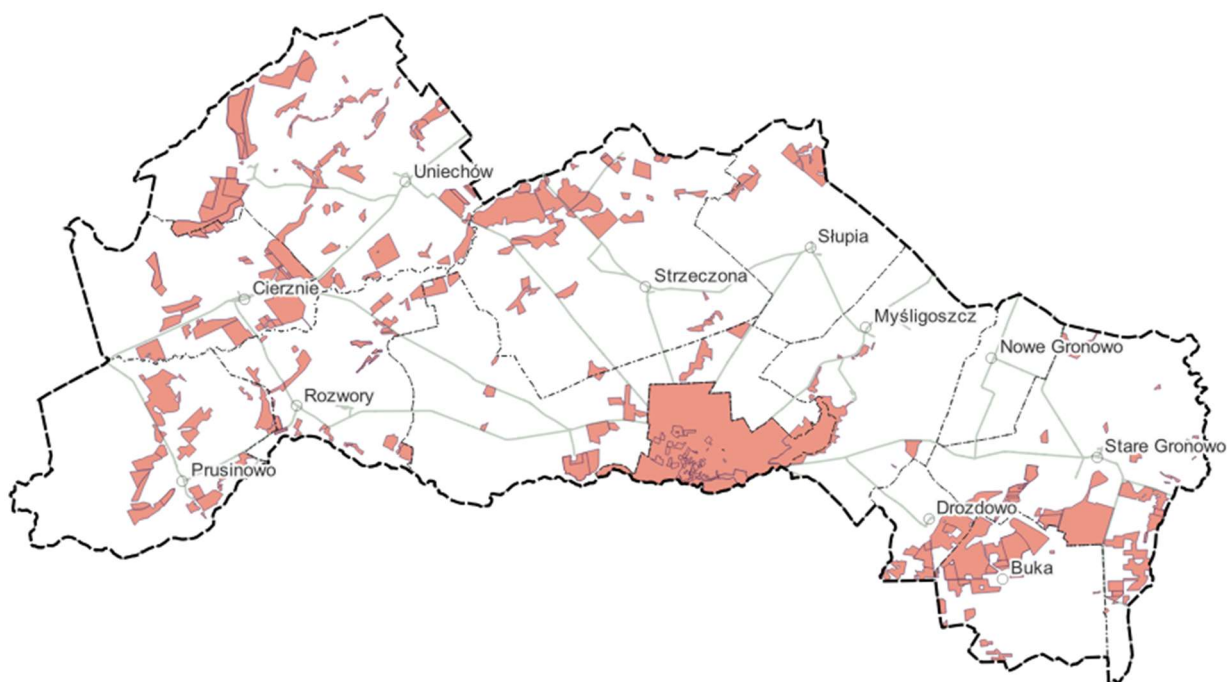 Uniechów
Słupia
Strzeczona
Cierznie
Myśligoszcz
Nowe Gronowo
Rozwory
Stare Gronowo
Prusinowo
Drozdowo
Buka